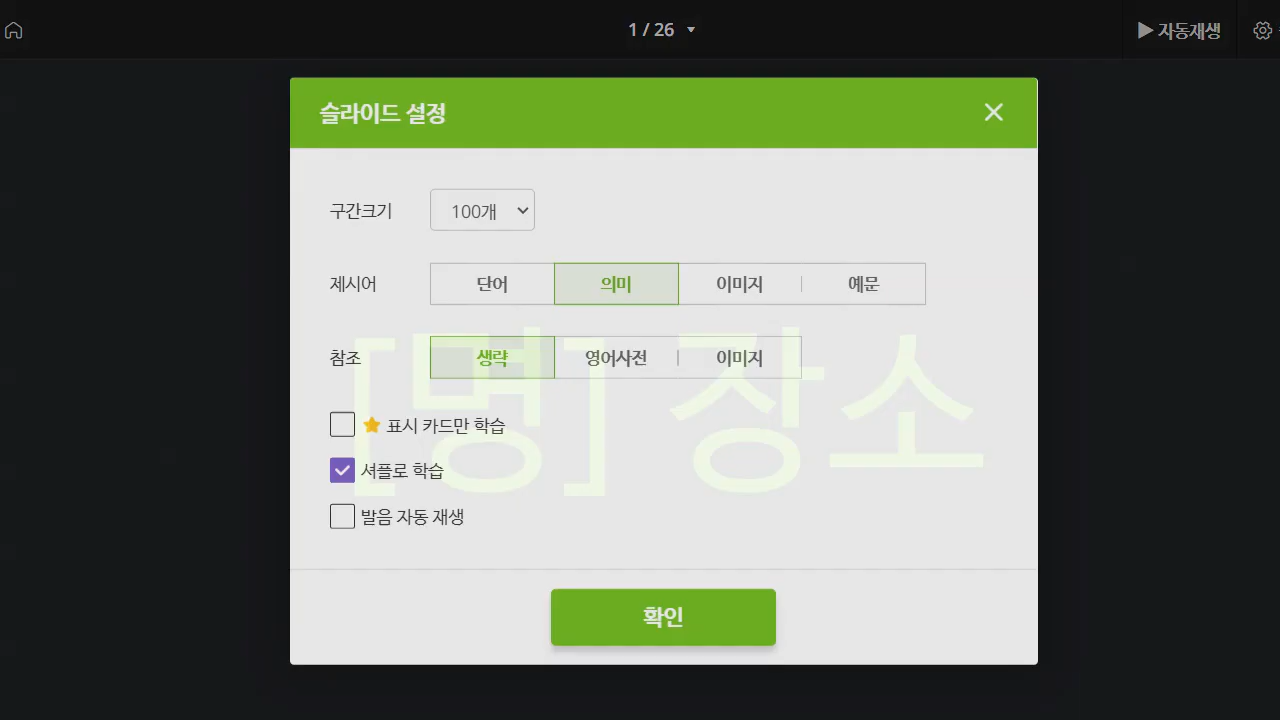 1 / 26
자동재생
슬라이드 설정
구간크기 100개
제시어 단어 의미 이미지 예문
참조 생략 영어사전 이미지
[명] 장소
표시 카드만 학습
셔플로 학습
발음 자동 재생
확인